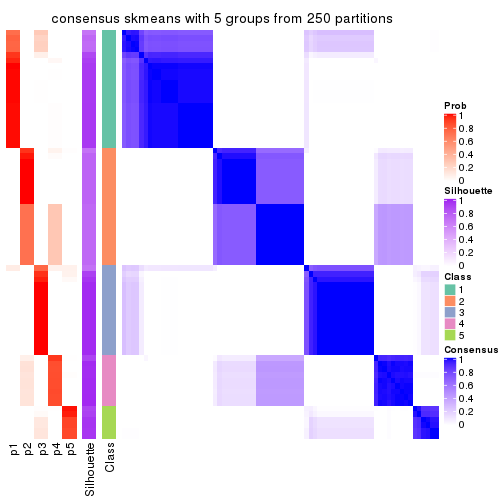 consensus skmeans with 5 groups from 250 partitions
Prob
1
0.8
0.6
0.4
0.2
0
Silhouette
1
0.8
0.6
0.4
0.2
0
Class
1
2
3
4
5
Consensus
1
0.8
0.6
0.4
0.2
0
p1
p2
p3
p4
p5
Silhouette
Class